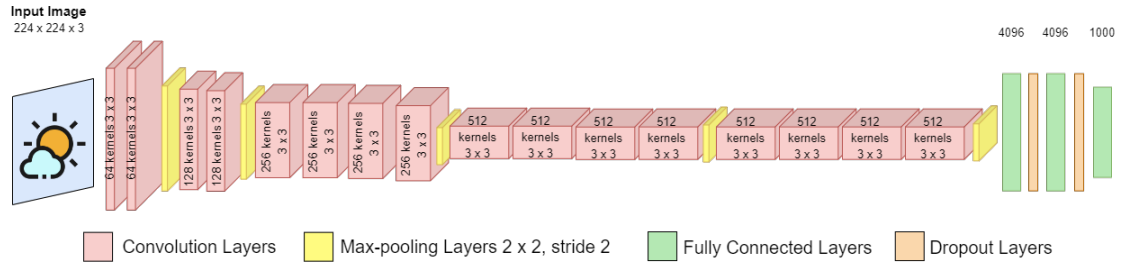 Input Image
224 x 224 x 3
4096
4096
1000
64 kernels 3 x 3
64 kernels 3 x 3
128 kernels 3 x 3
128 kernels 3 x 3
256 kernels
3 x 3
256 kernels
3 x 3
256 kernels
3 x 3
256 kernels
3 x 3
512
kernels
3 x 3
512
kernels
3 x 3
512
kernels
3 x 3
512
kernels
3 x 3
512
kernels
3 x 3
512
kernels
3 x 3
512
kernels
3 x 3
512
kernels
3 x 3
Convolution Layers
Max-pooling Layers 2 x 2, stride 2
Fully Connected Layers
Dropout Layers